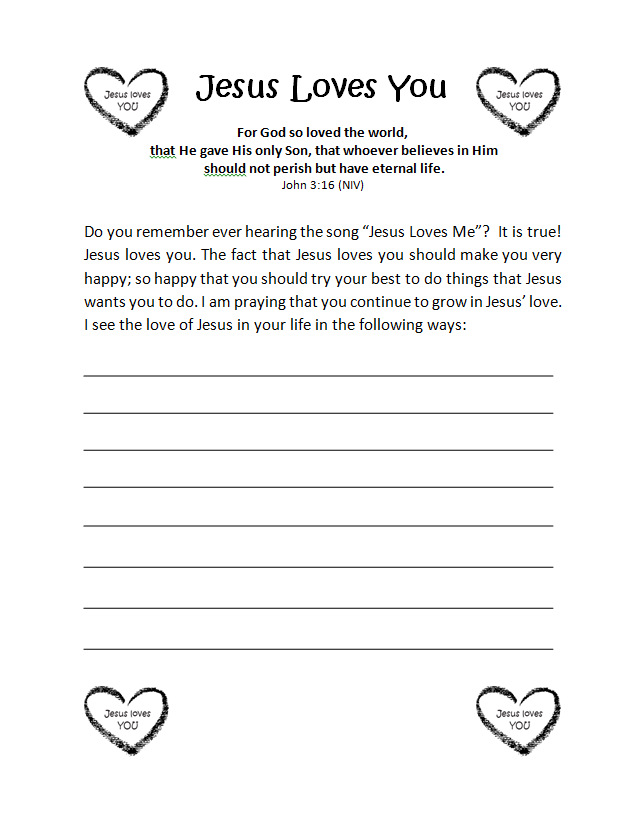 Jesus loves
YOU
Jesus Loves You
Jesus loves
YOU
For God so loved the world,
that He gave His only Son, that whoever believes in Him
should not perish but have eternal life.
John 3:16 (NIV)
Do you remember ever hearing the song “Jesus Loves Me”?  It is true!
Jesus loves you. The fact that Jesus loves you should make you very
happy; so happy that you should try your best to do things that Jesus
wants you to do. I am praying that you continue to grow in Jesus’ love.
I see the love of Jesus in your life in the following ways:
Jesus loves
YOU
Jesus loves
YOU